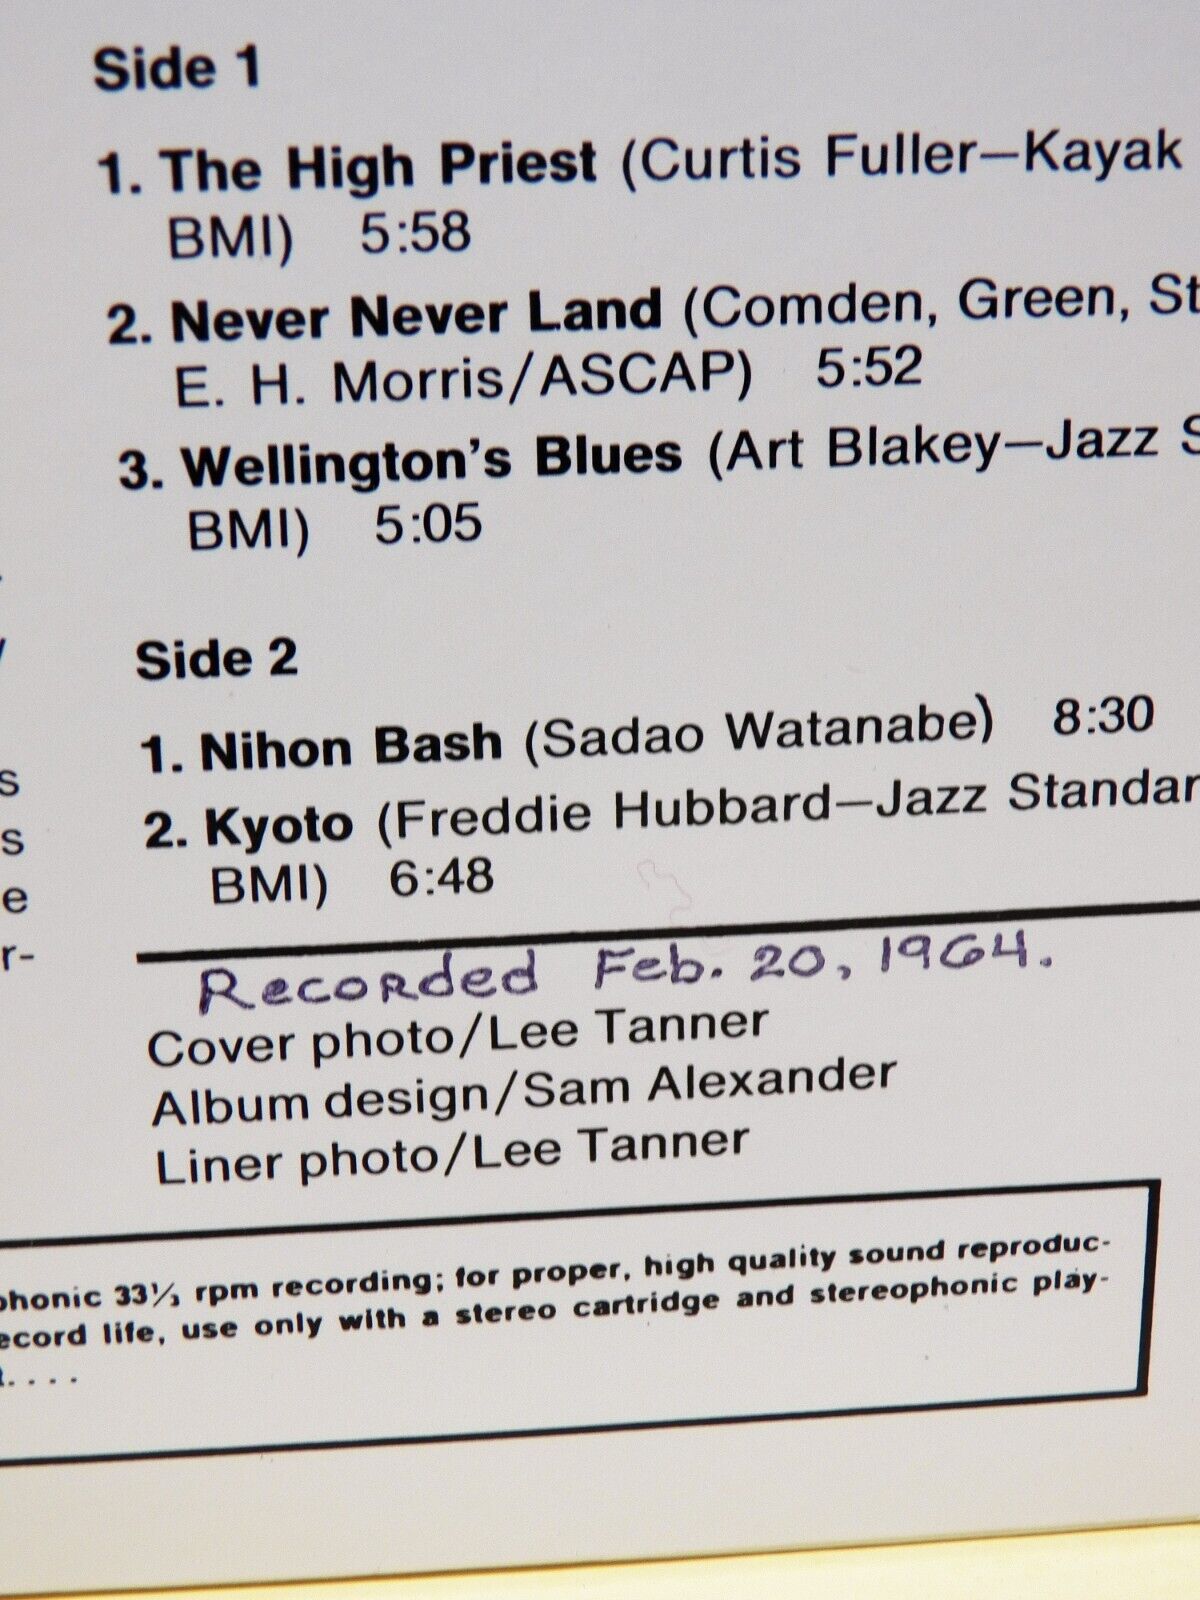 Side 1
1. The High Priest (Curtis Fuller—Kayak
BMI) 5:58
2. Never Never Land (Comden, Green, St
E. H. Morris/ASCAP) 5:52
3. Wellington's Blues (Art Blakey—Jazz S
BMI) 5:05
Side 2
1. Nihon Bash (Sadao Watanabe) 8:30
2. Kyoto (Freddie Hubbard—Jazz Standar
BMI) 6:48
Recorded Feb. 20, 1964.
Cover photo/Lee Tanner
Album design/Sam Alexander
Liner photo/Lee Tanner
phonic 33⅓ rpm recording; for proper, high quality sound reproduc-
ecord life, use only with a stereo cartridge and stereophonic play-
t....